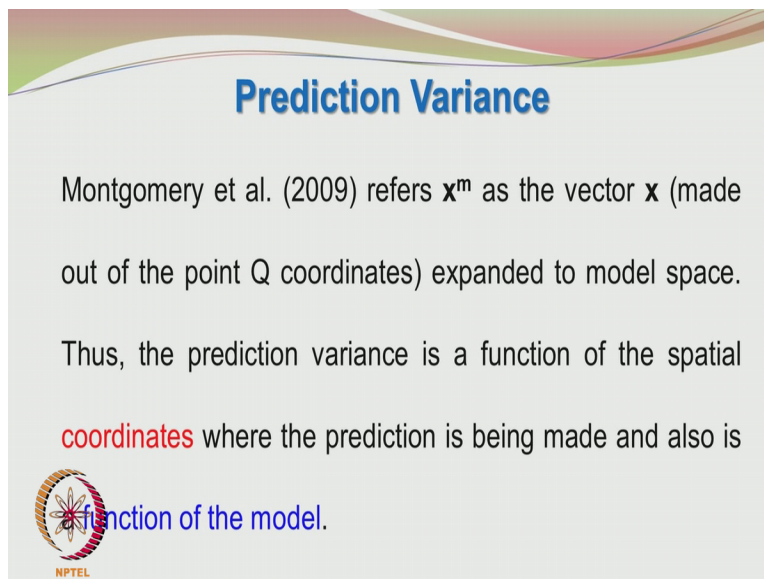 Prediction Variance
Montgomery et al. (2009) refers x^m as the vector x (made
out of the point Q coordinates) expanded to model space.
Thus, the prediction variance is a function of the spatial
coordinates where the prediction is being made and also is
a function of the model.
NPTEL